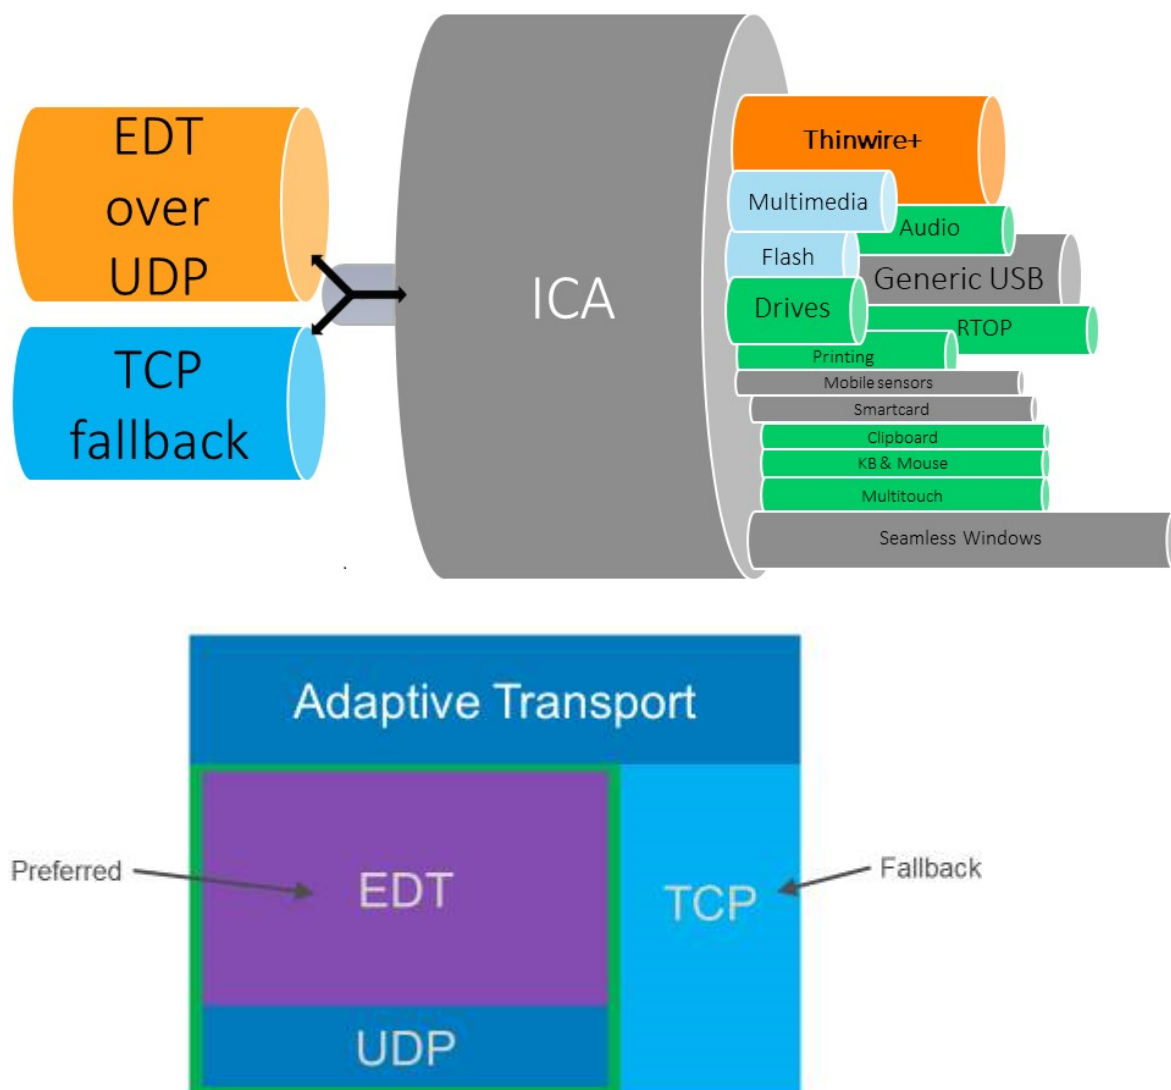 EDT
over
UDP
TCP
fallback
ICA
Thinwire+
Multimedia
Audio
Flash
Generic USB
Drives
RTOP
Printing
Mobile sensors
Smartcard
Clipboard
KB & Mouse
Multitouch
Seamless Windows
Adaptive Transport
Preferred
EDT
TCP
Fallback
UDP